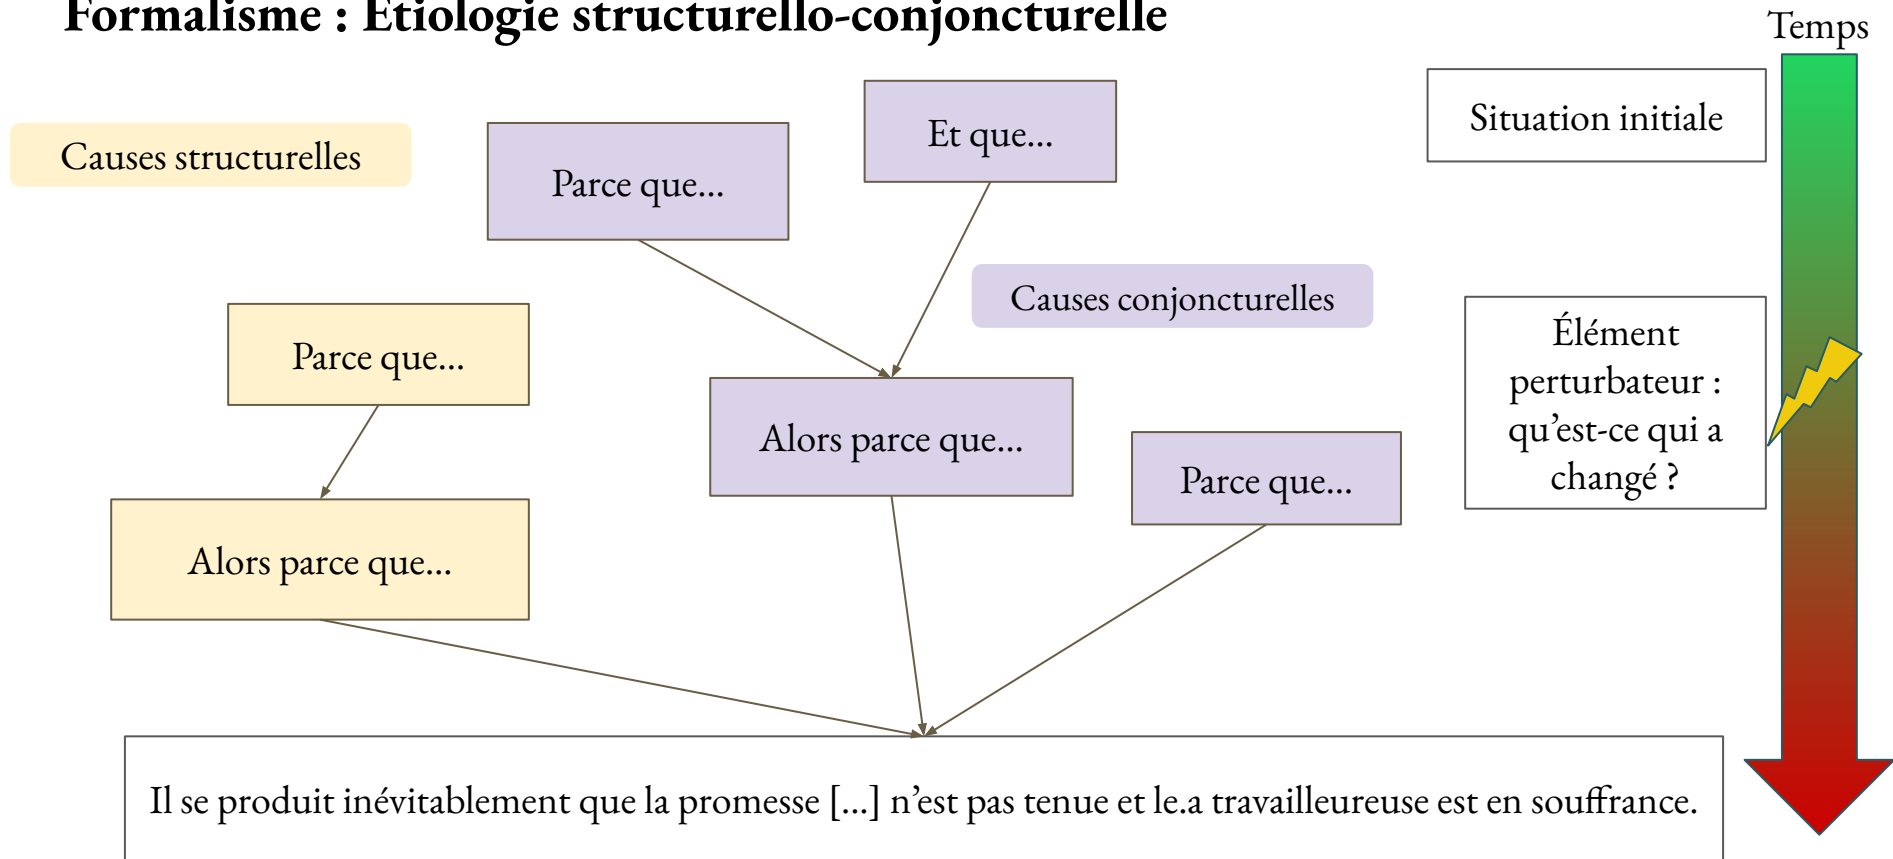 Formalisme : Étiologie structurello-conjoncturelle
Temps
Situation initiale
Et que...
Causes structurelles
Parce que...
Causes conjoncturelles
Parce que...
Élément
perturbateur :
qu’est-ce qui a
changé ?
Alors parce que...
Parce que...
Alors parce que...
Il se produit inévitablement que la promesse [...] n’est pas tenue et le.a travailleureuse est en souffrance.